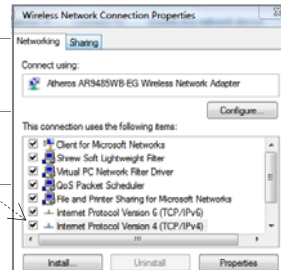 Wireless Network Connection Properties
Networking Sharing
Connect using:
Atheros AR9485WB-EG Wireless Network Adapter
Configure...
This connection uses the following items:
Client for Microsoft Networks
Shrew Soft Lightweight Filter
Virtual PC Network Filter Driver
QoS Packet Scheduler
File and Printer Sharing for Microsoft Networks
Internet Protocol Version 6 (TCP/IPv6)
Internet Protocol Version 4 (TCP/IPv4)
Install... Uninstall Properties